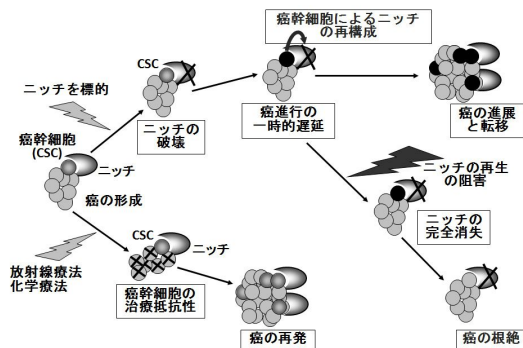 癌幹細胞によるニッチ
の再構成
CSC
ニッチを標的
癌幹細胞
(CSC)
ニッチの
破壊
癌進行の
一時的遅延
癌の進展
と転移
ニッチ
癌の形成
ニッチの再生
の阻害
CSC
ニッチ
ニッチの
完全消失
放射線療法
化学療法
癌幹細胞の
治療抵抗性
癌の再発
癌の根絶